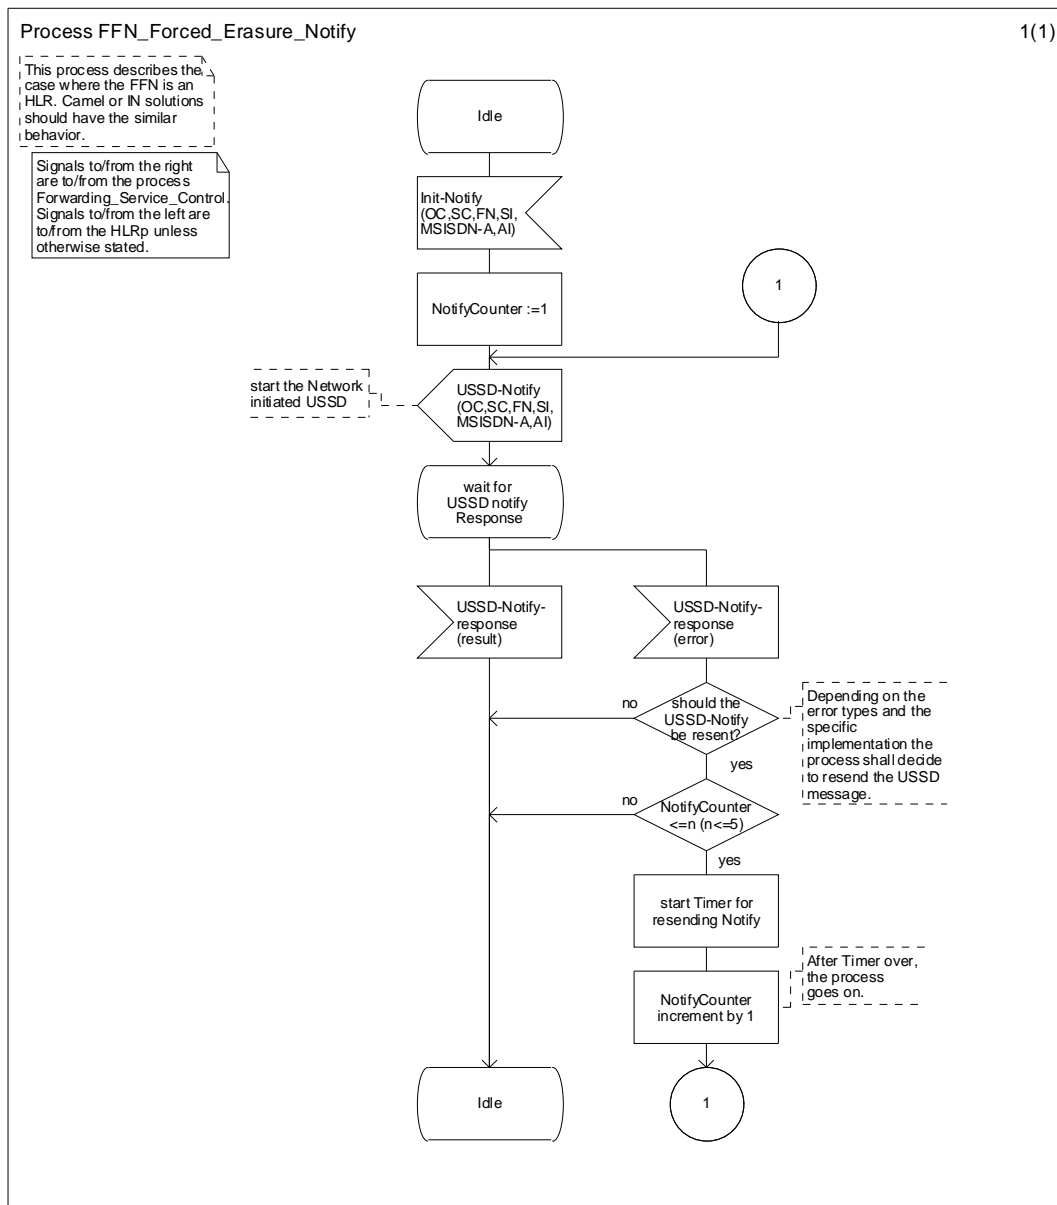 Process FFN_Forced_Erasure_Notify
1(1)
This process describes the
case where the FFN is an
HLR. Camel or IN solutions
should have the similar
behavior.
Signals to/from the right
are to/from the process
Forwarding_Service_Control.
Signals to/from the left are
to/from the HLRp unless
otherwise stated.
Idle
Init-Notify
(OC,SC,FN,SI,
MSISDN-A,AI)
NotifyCounter :=1
1
start the Network
initiated USSD
USSD-Notify
(OC,SC,FN,SI,
MSISDN-A,AI)
wait for
USSD notify
Response
USSD-Notify-
response
(result)
USSD-Notify-
response
(error)
no
should the
USSD-Notify
be resent?
yes
Depending on the
error types and the
specific
implementation the
process shall decide
to resend the USSD
message.
no
NotifyCounter
<=n (n<=5)
yes
start Timer for
resending Notify
NotifyCounter
increment by 1
After Timer over,
the process
goes on.
Idle
1